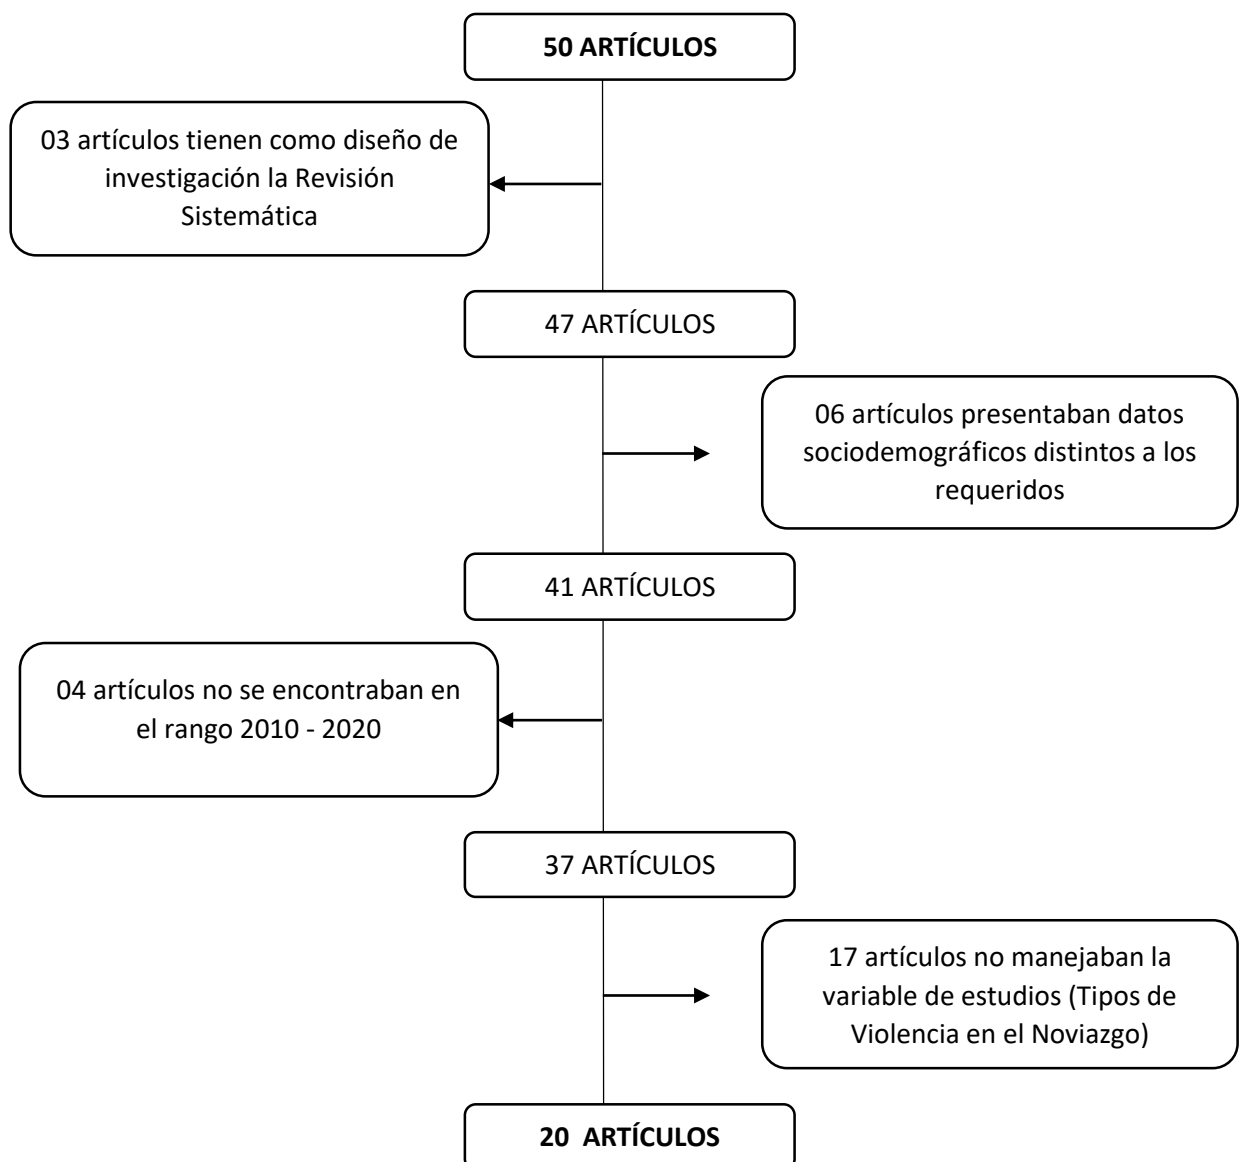 50 ARTÍCULOS
03 artículos tienen como diseño de
investigación la Revisión
Sistemática
47 ARTÍCULOS
06 artículos presentaban datos
sociodemográficos distintos a los
requeridos
41 ARTÍCULOS
04 artículos no se encontraban en
el rango 2010 - 2020
37 ARTÍCULOS
17 artículos no manejaban la
variable de estudios (Tipos de
Violencia en el Noviazgo)
20 ARTÍCULOS